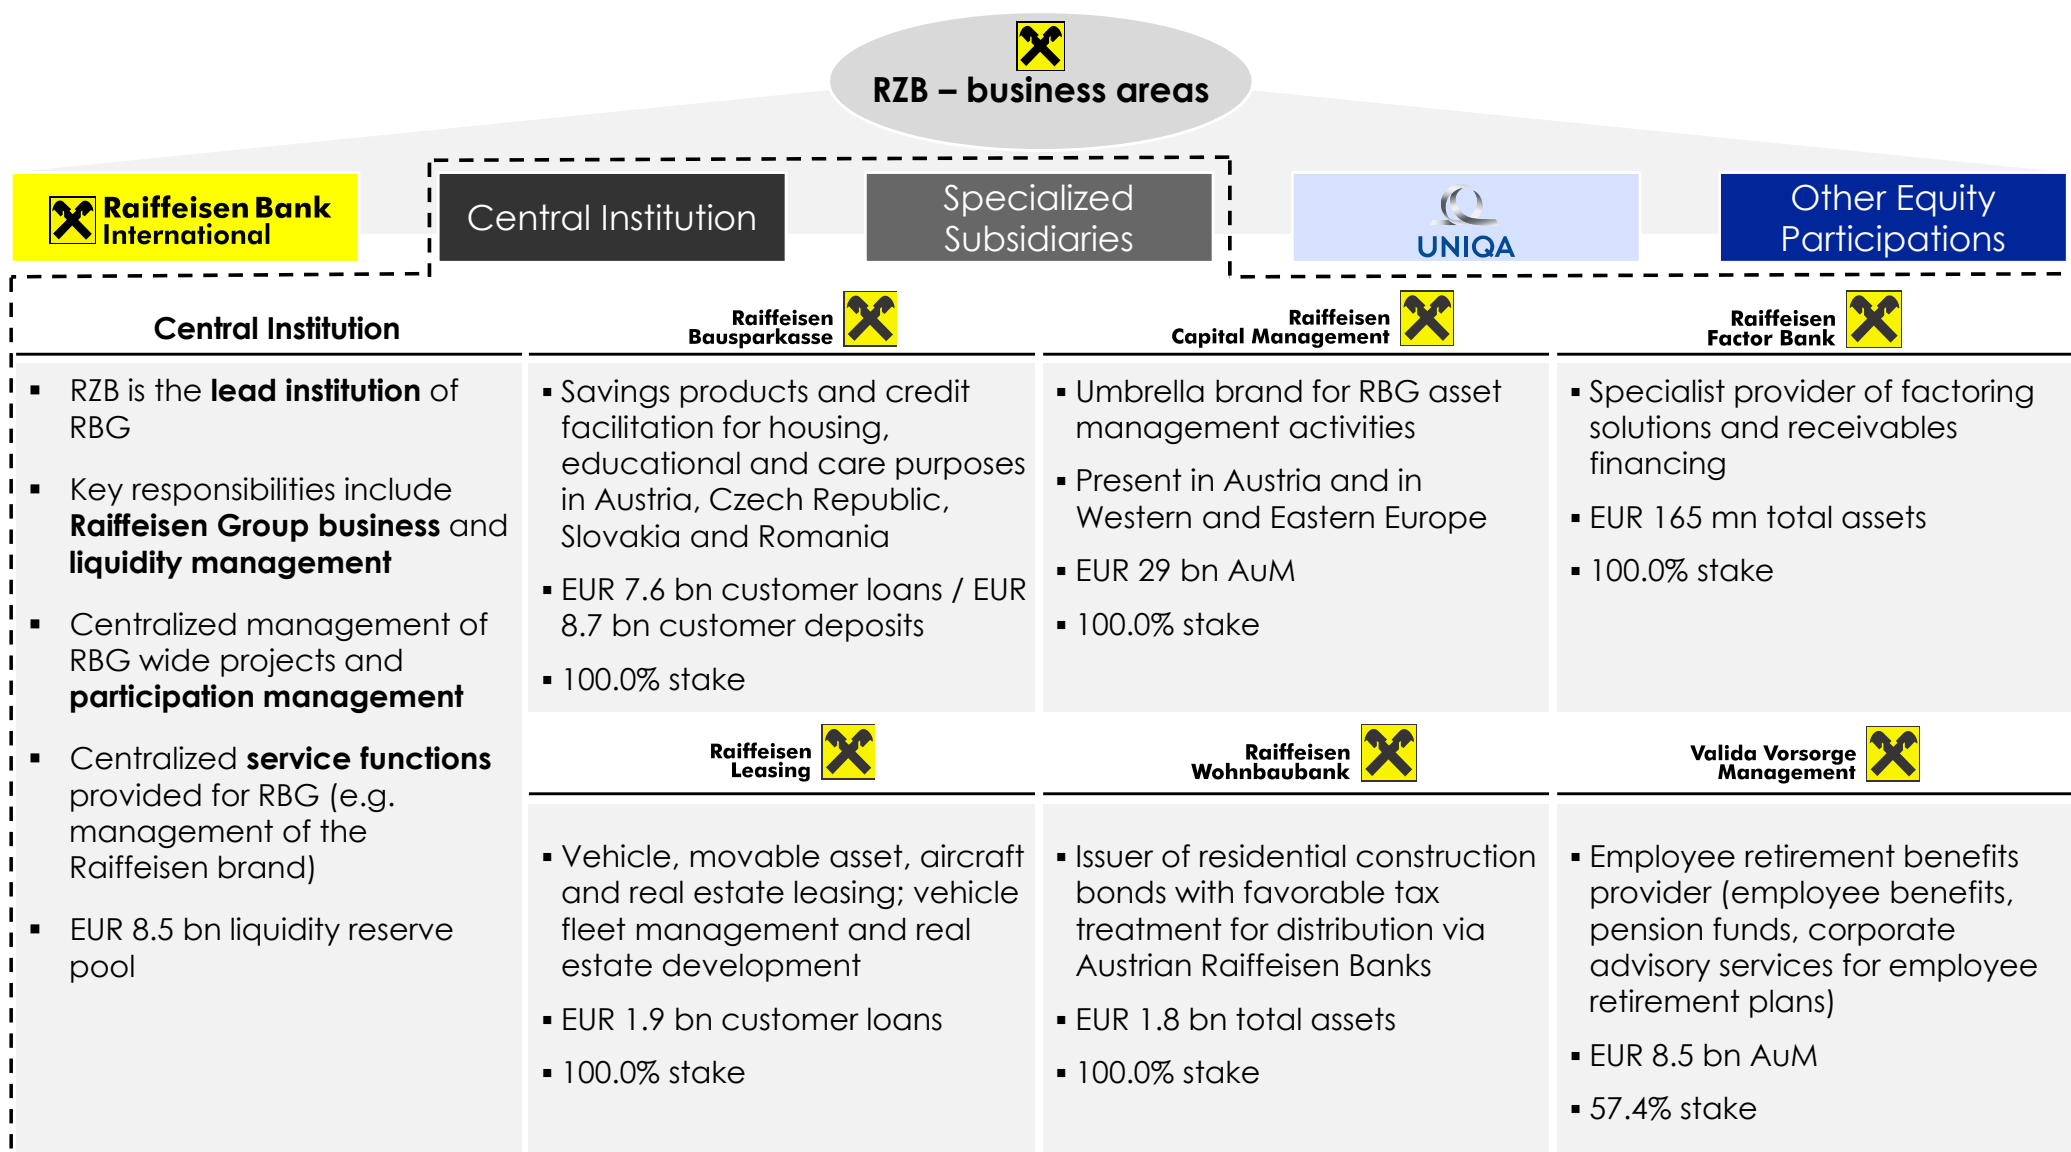 RZB – business areas
Raiffeisen Bank
International
Central Institution
Specialized
Subsidiaries
UNIQA
Other Equity
Participations
Central Institution
▪ RZB is the lead institution of
RBG
▪ Key responsibilities include
Raiffeisen Group business and
liquidity management
▪ Centralized management of
RBG wide projects and
participation management
▪ Centralized service functions
provided for RBG (e.g.
management of the
Raiffeisen brand)
▪ EUR 8.5 bn liquidity reserve
pool
Raiffeisen
Bausparkasse
▪ Savings products and credit
facilitation for housing,
educational and care purposes
in Austria, Czech Republic,
Slovakia and Romania
▪ EUR 7.6 bn customer loans / EUR
8.7 bn customer deposits
▪ 100.0% stake
Raiffeisen
Capital Management
▪ Umbrella brand for RBG asset
management activities
▪ Present in Austria and in
Western and Eastern Europe
▪ EUR 29 bn AuM
▪ 100.0% stake
Raiffeisen
Factor Bank
▪ Specialist provider of factoring
solutions and receivables
financing
▪ EUR 165 mn total assets
▪ 100.0% stake
Raiffeisen
Leasing
▪ Vehicle, movable asset, aircraft
and real estate leasing; vehicle
fleet management and real
estate development
▪ EUR 1.9 bn customer loans
▪ 100.0% stake
Raiffeisen
Wohnbaubank
▪ Issuer of residential construction
bonds with favorable tax
treatment for distribution via
Austrian Raiffeisen Banks
▪ EUR 1.8 bn total assets
▪ 100.0% stake
Valida Vorsorge
Management
▪ Employee retirement benefits
provider (employee benefits,
pension funds, corporate
advisory services for employee
retirement plans)
▪ EUR 8.5 bn AuM
▪ 57.4% stake